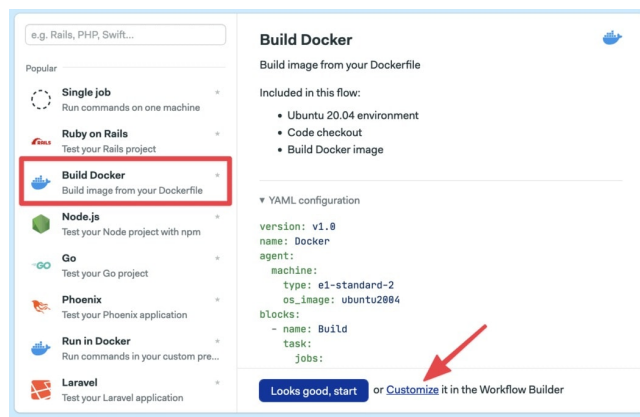 e.g. Rails, PHP, Swift...
Popular
Single job
Run commands on one machine
RAILS
Ruby on Rails
Test your Rails project
Build Docker
Build image from your Dockerfile
Node.js
Test your Node project with npm
GO
Go
Test your Go project
Phoenix
Test your Phoenix application
Run in Docker
Run commands in your custom pre...
Laravel
Test your Laravel application
Build Docker
Build image from your Dockerfile
Included in this flow:
• Ubuntu 20.04 environment
• Code checkout
• Build Docker image
▾ YAML configuration
version: v1.0
name: Docker
agent:
machine:
type: e1-standard-2
os_image: ubuntu2004
blocks:
- name: Build
task:
jobs:
Looks good, start or Customize it in the Workflow Builder